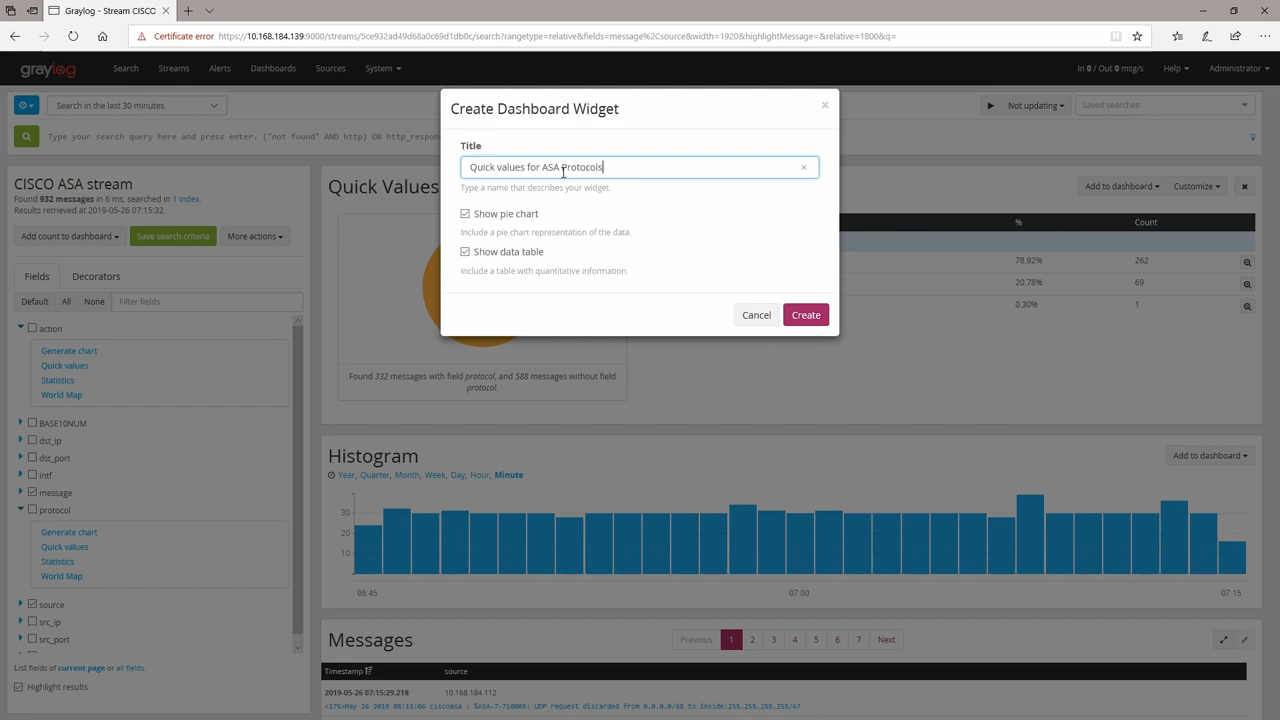 Graylog - Stream CISCO
Certificate error https://10.168.184.139:9000/streams/5ce932ad49d68a0c69d1db0c/search?rangetype=relative&fields=message%2Csource&width=1920&highlightMessage=&relative=1800&q=
graylog Search Streams Alerts Dashboards Sources System In 0 / Out 0 msg/s Help Administrator
Search in the last 30 minutes Not updating Saved searches
Type your search query here and press enter. ("not found" AND http) OR http_respon
Create Dashboard Widget
Title
Quick values for ASA Protocols
Type a name that describes your widget.
Show pie chart
Include a pie chart representation of the data.
Show data table
Include a table with quantitative information.
Cancel Create
CISCO ASA stream
Found 932 messages in 6 ms, searched in 1 index.
Results retrieved at 2019-05-26 07:15:32.
Add count to dashboard Save search criteria More actions
Fields Decorators
Default All None Filter fields
action
Generate chart
Quick values
Statistics
World Map
BASE10NUM
dst_ip
dst_port
intf
message
protocol
Generate chart
Quick values
Statistics
World Map
source
src_ip
src_port
List fields of current page or all fields.
Highlight results
Quick Values Add to dashboard Customize
% Count
78.92% 262
20.78% 69
0.30% 1
Found 332 messages with field protocol, and 588 messages without field
protocol.
Histogram Add to dashboard
Year, Quarter, Month, Week, Day, Hour, Minute
30
20
10
06:45 07:00 07:15
Messages Previous 1 2 3 4 5 6 7 Next
Timestamp source
2019-05-26 07:15:29.218 10.168.184.112
<175>May 26 2019 08:13:06 ciscoasa : %ASA-7-710005: UDP request discarded from 0.0.0.0/68 to inside:255.255.255.255/67